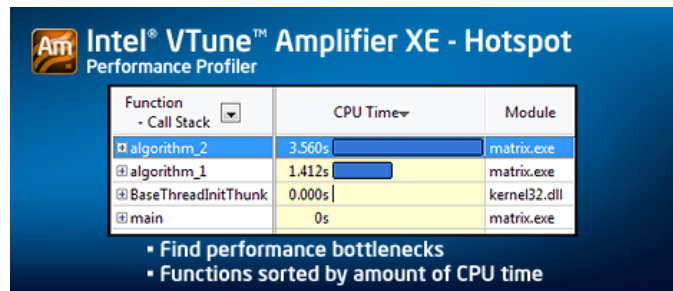 Am Intel® VTune™ Amplifier XE - Hotspot
XE
Performance Profiler
Function
- Call Stack
CPU Time
Module
algorithm_2 3.560s matrix.exe
algorithm_1 1.412s matrix.exe
BaseThreadInitThunk 0.000s kernel32.dll
main 0s matrix.exe
▪ Find performance bottlenecks
▪ Functions sorted by amount of CPU time